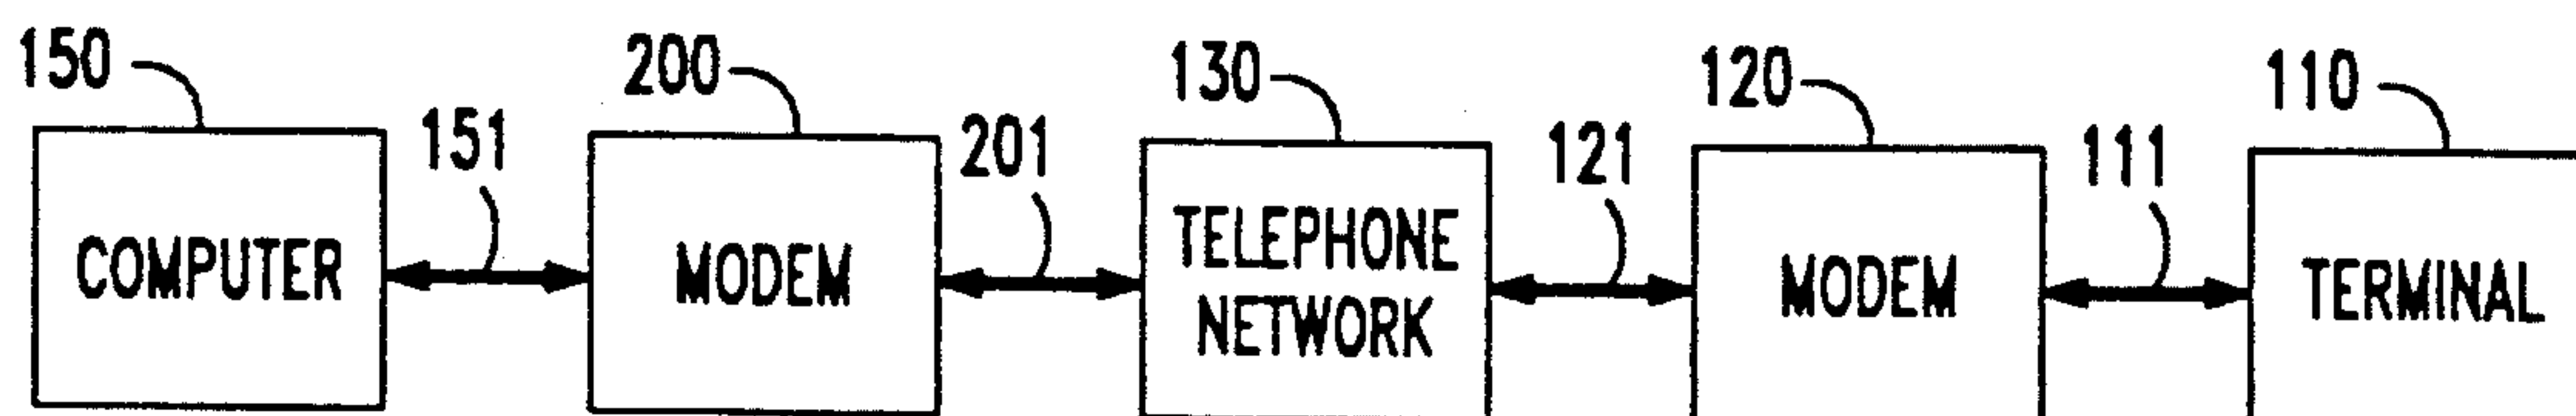 150
200
130
120
110
151
201
121
111
COMPUTER
MODEM
TELEPHONE
NETWORK
MODEM
TERMINAL